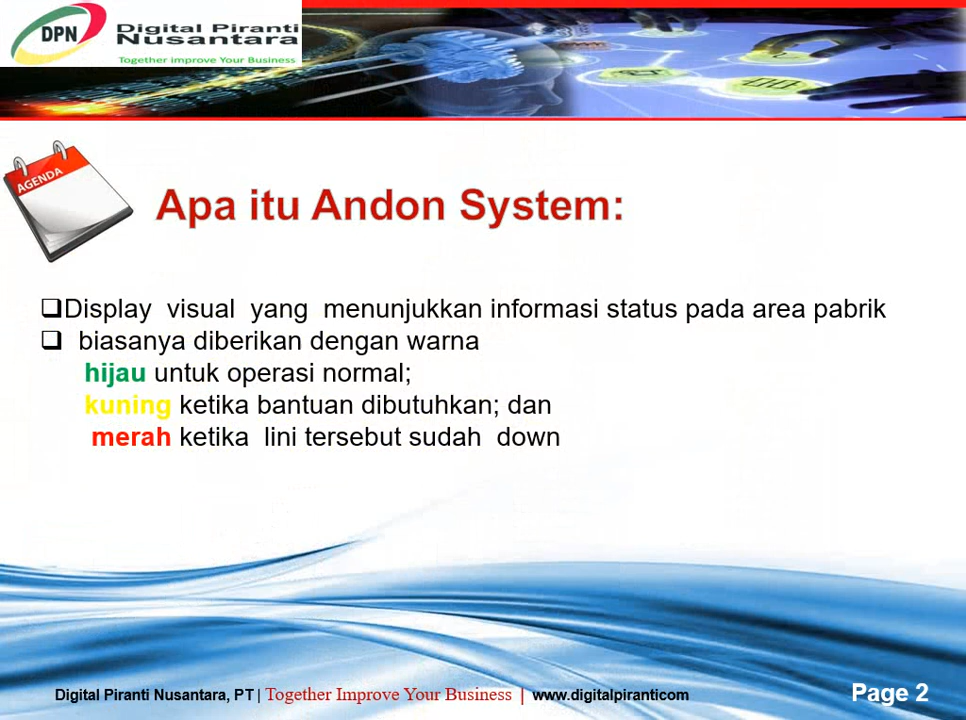 DPN
Digital Piranti
Nusantara
Together improve Your Business
AGENDA
Apa itu Andon System:
❑Display visual yang menunjukkan informasi status pada area pabrik
❑ biasanya diberikan dengan warna
hijau untuk operasi normal;
kuning ketika bantuan dibutuhkan; dan
merah ketika lini tersebut sudah down
Digital Piranti Nusantara, PT | Together Improve Your Business | www.digitalpiranticom
Page 2